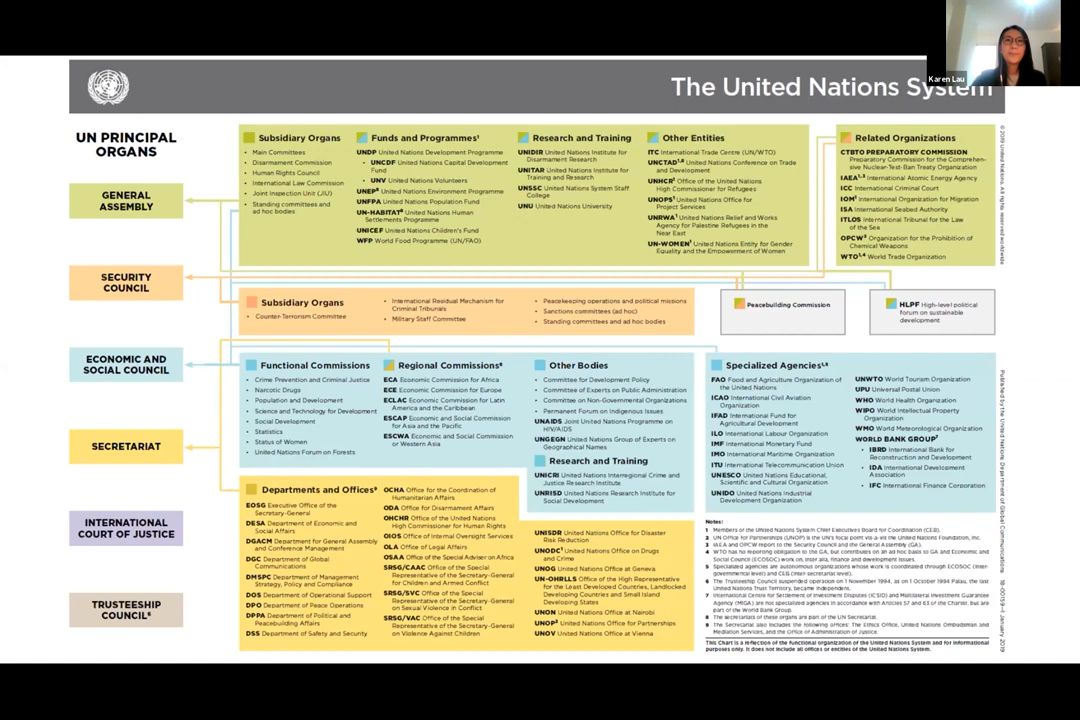 Karen Lau
The United Nations System
UN PRINCIPAL
ORGANS
GENERAL
ASSEMBLY
SECURITY
COUNCIL
ECONOMIC AND
SOCIAL COUNCIL
SECRETARIAT
INTERNATIONAL
COURT OF JUSTICE
TRUSTEESHIP
COUNCIL⁶
Subsidiary Organs
• Main Committees
• Disarmament Commission
• Human Rights Council
• International Law Commission
• Joint Inspection Unit (JIU)
• Standing committees and
ad hoc bodies
Funds and Programmes¹
UNDP United Nations Development Programme
• UNCDF United Nations Capital Development
Fund
• UNV United Nations Volunteers
UNEP⁸ United Nations Environment Programme
UNFPA United Nations Population Fund
UN-HABITAT⁸ United Nations Human
Settlements Programme
UNICEF United Nations Children's Fund
WFP World Food Programme (UN/FAO)
Research and Training
UNIDIR United Nations Institute for
Disarmament Research
UNITAR United Nations Institute for
Training and Research
UNSSC United Nations System Staff
College
UNU United Nations University
Other Entities
ITC International Trade Centre (UN/WTO)
UNCTAD¹,⁸ United Nations Conference on Trade
and Development
UNHCR¹ Office of the United Nations
High Commissioner for Refugees
UNOPS¹ United Nations Office for
Project Services
UNRWA¹ United Nations Relief and Works
Agency for Palestine Refugees in the
Near East
UN-WOMEN¹ United Nations Entity for Gender
Equality and the Empowerment of Women
Related Organizations
CTBTO PREPARATORY COMMISSION
Preparatory Commission for the Comprehen-
sive Nuclear-Test-Ban Treaty Organization
IAEA¹,³ International Atomic Energy Agency
ICC International Criminal Court
IOM¹ International Organization for Migration
ISA International Seabed Authority
ITLOS International Tribunal for the Law
of the Sea
OPCW³ Organization for the Prohibition of
Chemical Weapons
WTO¹,⁴ World Trade Organization
Subsidiary Organs
• Counter-Terrorism Committee
• International Residual Mechanism for
Criminal Tribunals
• Military Staff Committee
• Peacekeeping operations and political missions
• Sanctions committees (ad hoc)
• Standing committees and ad hoc bodies
Peacebuilding Commission
HLPF High-level political
forum on sustainable
development
Functional Commissions
• Crime Prevention and Criminal Justice
• Narcotic Drugs
• Population and Development
• Science and Technology for Development
• Social Development
• Statistics
• Status of Women
• United Nations Forum on Forests
Regional Commissions⁸
ECA Economic Commission for Africa
ECE Economic Commission for Europe
ECLAC Economic Commission for Latin
America and the Caribbean
ESCAP Economic and Social Commission
for Asia and the Pacific
ESCWA Economic and Social Commission
for Western Asia
Other Bodies
• Committee for Development Policy
• Committee of Experts on Public Administration
• Committee on Non-Governmental Organizations
• Permanent Forum on Indigenous Issues
UNAIDS Joint United Nations Programme on
HIV/AIDS
UNGEGN United Nations Group of Experts on
Geographical Names
Research and Training
UNICRI United Nations Interregional Crime and
Justice Research Institute
UNRISD United Nations Research Institute for
Social Development
Specialized Agencies¹,⁵
FAO Food and Agriculture Organization of
the United Nations
ICAO International Civil Aviation
Organization
IFAD International Fund for
Agricultural Development
ILO International Labour Organization
IMF International Monetary Fund
IMO International Maritime Organization
ITU International Telecommunication Union
UNESCO United Nations Educational,
Scientific and Cultural Organization
UNIDO United Nations Industrial
Development Organization
UNWTO World Tourism Organization
UPU Universal Postal Union
WHO World Health Organization
WIPO World Intellectual Property
Organization
WMO World Meteorological Organization
WORLD BANK GROUP⁷
• IBRD International Bank for
Reconstruction and Development
• IDA International Development
Association
• IFC International Finance Corporation
Departments and Offices⁹
EOSG Executive Office of the
Secretary-General
DESA Department of Economic and
Social Affairs
DGACM Department for General Assembly
and Conference Management
DGC Department of Global
Communications
DMSPC Department of Management
Strategy, Policy and Compliance
DOS Department of Operational Support
DPO Department of Peace Operations
DPPA Department of Political and
Peacebuilding Affairs
DSS Department of Safety and Security
OCHA Office for the Coordination of
Humanitarian Affairs
ODA Office for Disarmament Affairs
OHCHR Office of the United Nations
High Commissioner for Human Rights
OIOS Office of Internal Oversight Services
OLA Office of Legal Affairs
OSAA Office of the Special Adviser on Africa
SRSG/CAAC Office of the Special
Representative of the Secretary-General
for Children and Armed Conflict
SRSG/SVC Office of the Special
Representative of the Secretary-General
on Sexual Violence in Conflict
SRSG/VAC Office of the Special
Representative of the Secretary-General
on Violence Against Children
UNISDR United Nations Office for Disaster
Risk Reduction
UNODC¹ United Nations Office on Drugs
and Crime
UNOG United Nations Office at Geneva
UN-OHRLLS Office of the High Representative
for the Least Developed Countries, Landlocked
Developing Countries and Small Island
Developing States
UNON United Nations Office at Nairobi
UNOP² United Nations Office for Partnerships
UNOV United Nations Office at Vienna
Notes:
1 Members of the United Nations System Chief Executives Board for Coordination (CEB).
2 UN Office for Partnerships (UNOP) is the UN's focal point vis-a-vis the United Nations Foundation, Inc.
3 IAEA and OPCW report to the Security Council and the General Assembly (GA).
4 WTO has no reporting obligation to the GA, but contributes on an ad hoc basis to GA and Economic and
Social Council (ECOSOC) work on, inter alia, finance and development issues.
5 Specialized agencies are autonomous organizations whose work is coordinated through ECOSOC (inter-
governmental level) and CEB (inter-secretariat level).
6 The Trusteeship Council suspended operation on 1 November 1994, as on 1 October 1994 Palau, the last
United Nations Trust Territory, became independent.
7 International Centre for Settlement of Investment Disputes (ICSID) and Multilateral Investment Guarantee
Agency (MIGA) are not specialized agencies in accordance with Articles 57 and 63 of the Charter, but are
part of the World Bank Group.
8 The secretariats of these organs are part of the UN Secretariat.
9 The Secretariat also includes the following offices: The Ethics Office, United Nations Ombudsman and
Mediation Services, and the Office of Administration of Justice.
This Chart is a reflection of the functional organization of the United Nations System and for informational
purposes only. It does not include all offices or entities of the United Nations System.
© 2019 United Nations. All rights reserved worldwide
Published by the United Nations Department of Global Communications 18-00159—1 January 2019